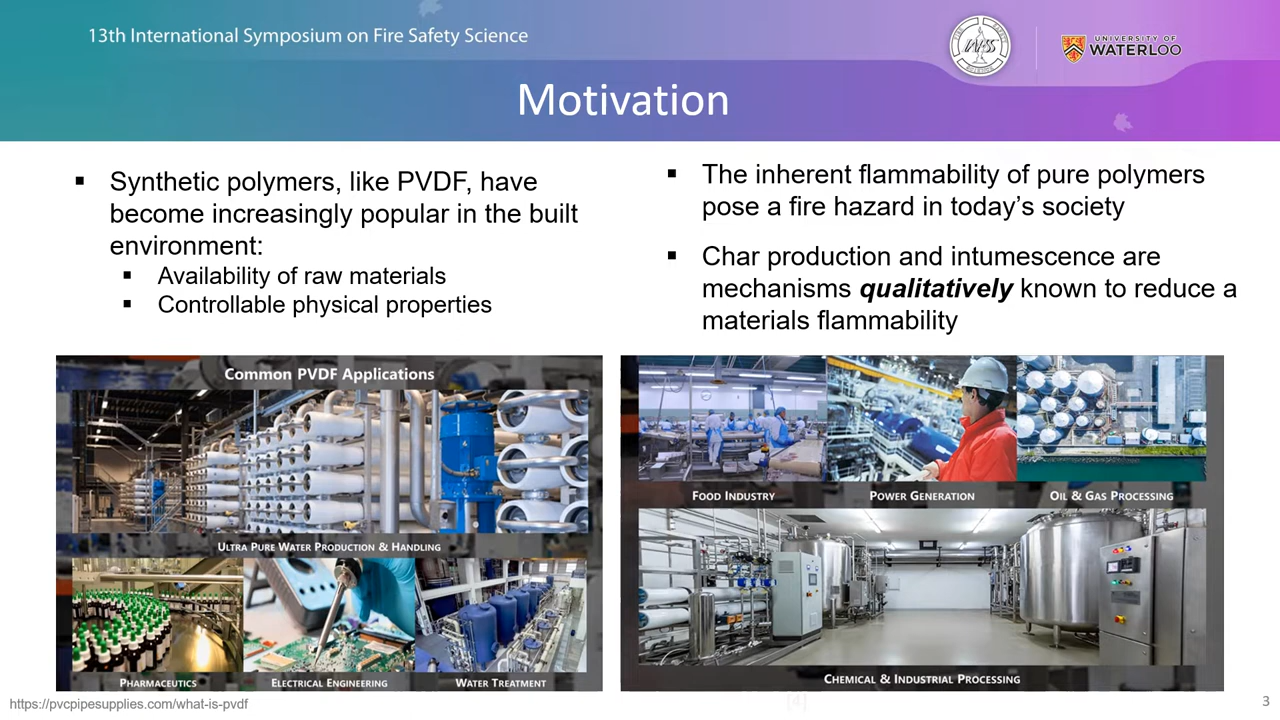 13th International Symposium on Fire Safety Science
UNIVERSITY OF
WATERLOO
Motivation
▪ Synthetic polymers, like PVDF, have
become increasingly popular in the built
environment:
▪ Availability of raw materials
▪ Controllable physical properties
▪ The inherent flammability of pure polymers
pose a fire hazard in today’s society
▪ Char production and intumescence are
mechanisms qualitatively known to reduce a
materials flammability
Common PVDF Applications
ULTRA PURE WATER PRODUCTION & HANDLING
PHARMACEUTICS
ELECTRICAL ENGINEERING
WATER TREATMENT
FOOD INDUSTRY
POWER GENERATION
OIL & GAS PROCESSING
CHEMICAL & INDUSTRIAL PROCESSING
https://pvcpipesupplies.com/what-is-pvdf
3